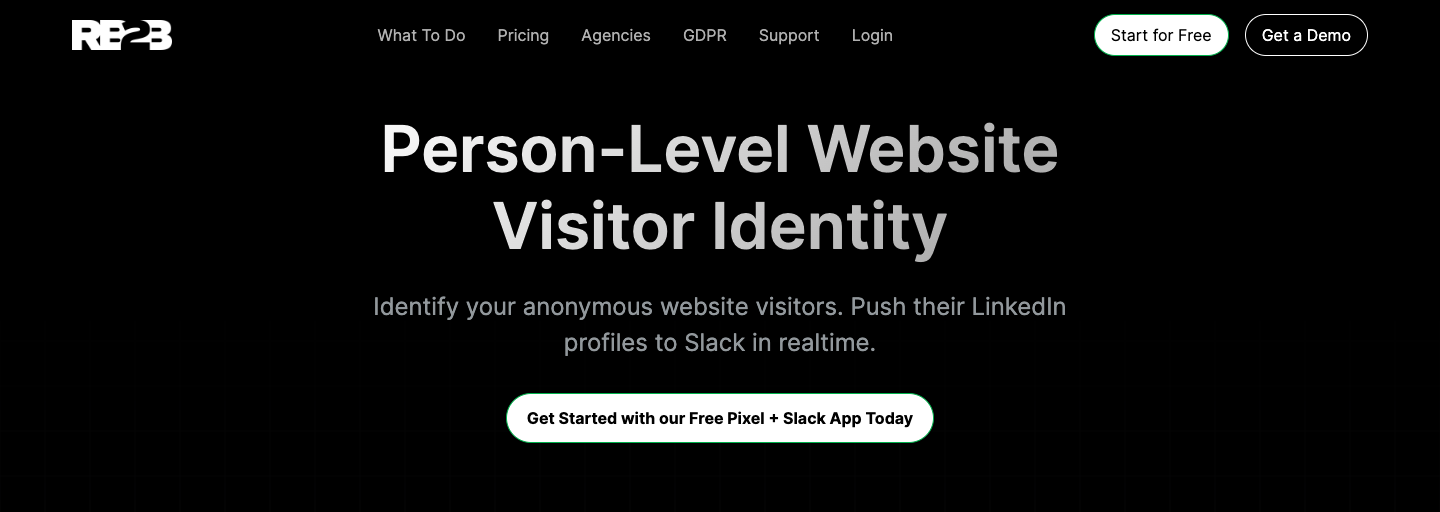 RB2B
What To Do
Pricing
Agencies
GDPR
Support
Login
Start for Free
Get a Demo
Person-Level Website
Visitor Identity
Identify your anonymous website visitors. Push their LinkedIn
profiles to Slack in realtime.
Get Started with our Free Pixel + Slack App Today